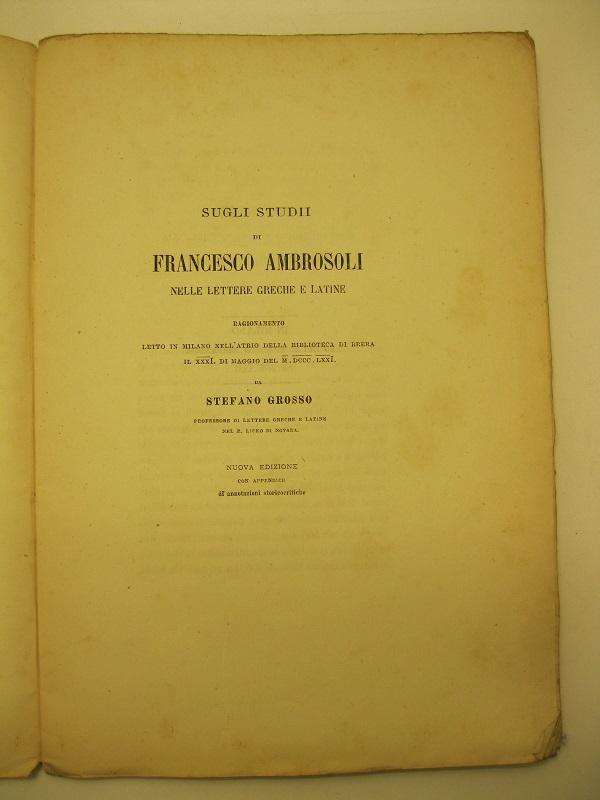 SUGLI STUDII
DI
FRANCESCO AMBROSOLI
NELLE LETTERE GRECHE E LATINE
RAGIONAMENTO
LETTO IN MILANO NELL'ATRIO DELLA BIBLIOTECA DI BRERA
IL XXXI. DI MAGGIO DEL M.DCCC.LXXI.
DA
STEFANO GROSSO
PROFESSORE DI LETTERE GRECHE E LATINE
NEL R. LICEO DI NOVARA.
NUOVA EDIZIONE
CON APPENDICE
di annotazioni storicocritiche